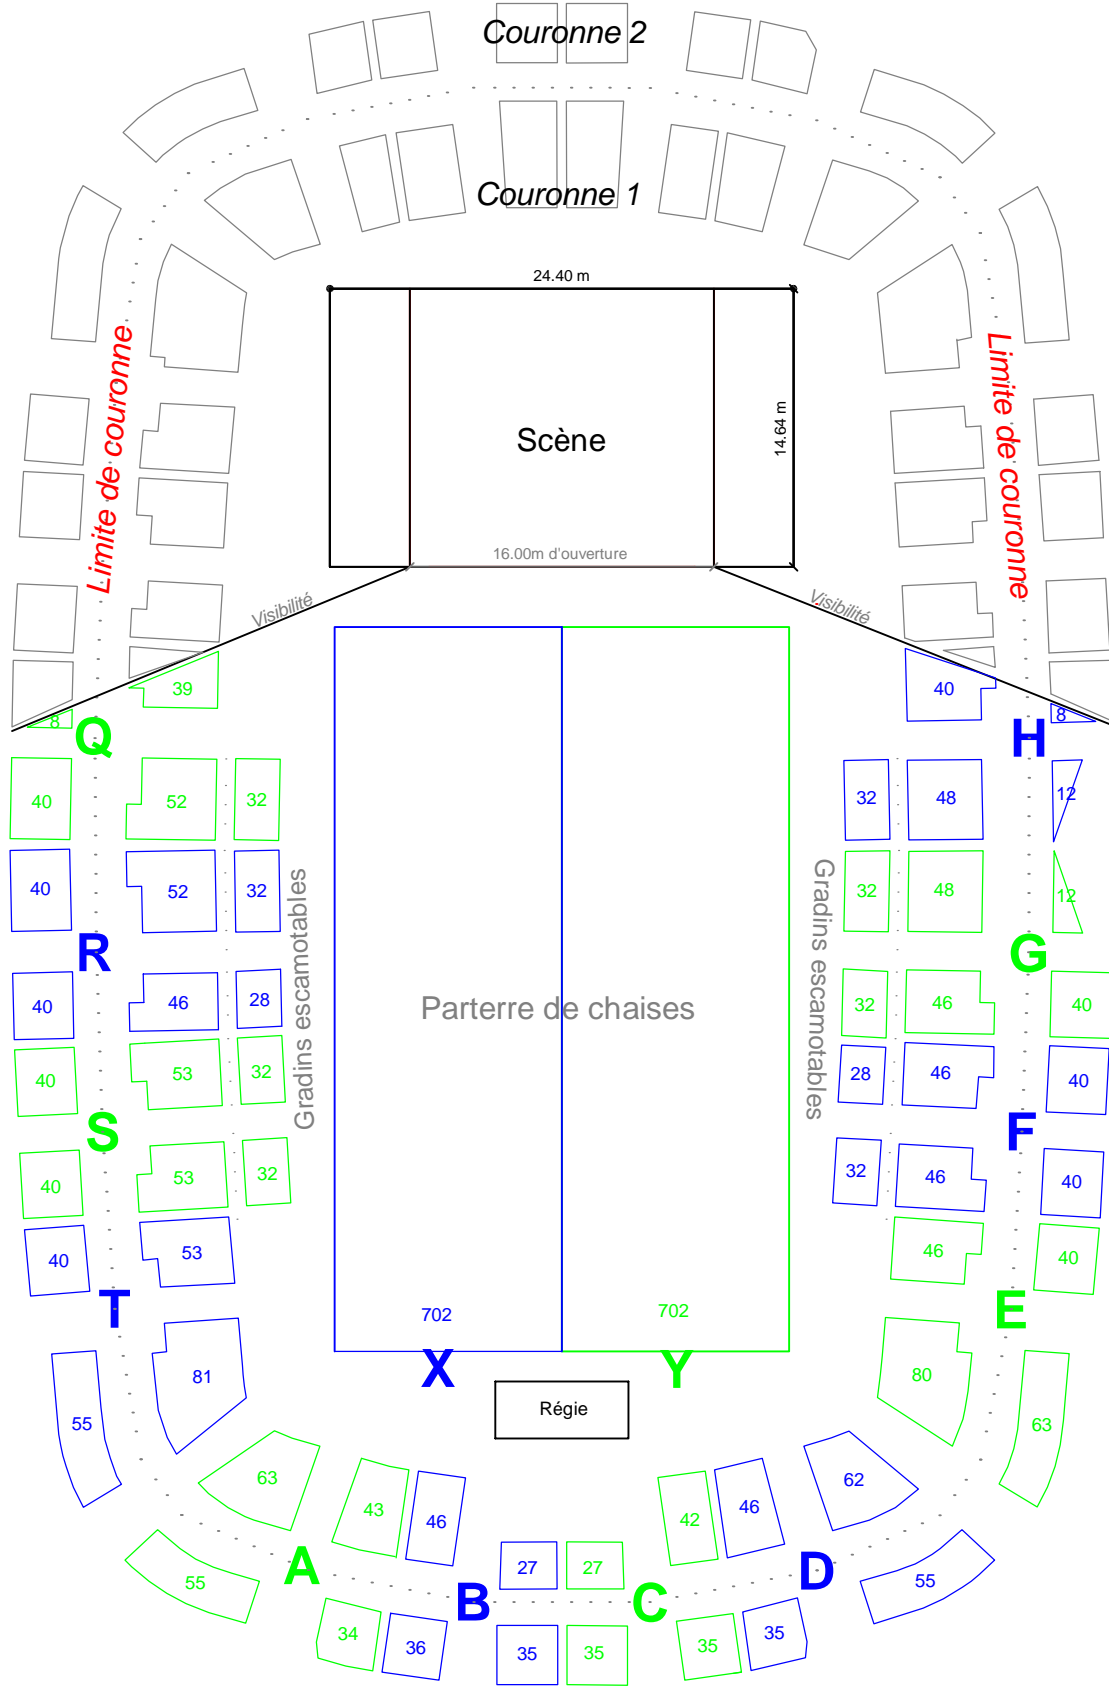 Couronne 2
Couronne 1
24.40 m
Limite de couronne
Limite de couronne
14.64 m
Scène
16.00m d'ouverture
Visibilité
Visibilité
39
40
8
8
Q
H
40
52
32
32
48
12
40
52
32
32
48
12
R
G
Gradins escamotables
Gradins escamotables
40
46
28
Parterre de chaises
32
46
40
40
53
32
28
46
40
S
F
40
53
32
32
46
40
40
53
46
40
T
E
702
702
X
Y
81
80
Régie
55
63
63
43
46
42
46
62
A
D
27
27
55
55
B
C
34
36
35
35
35
35